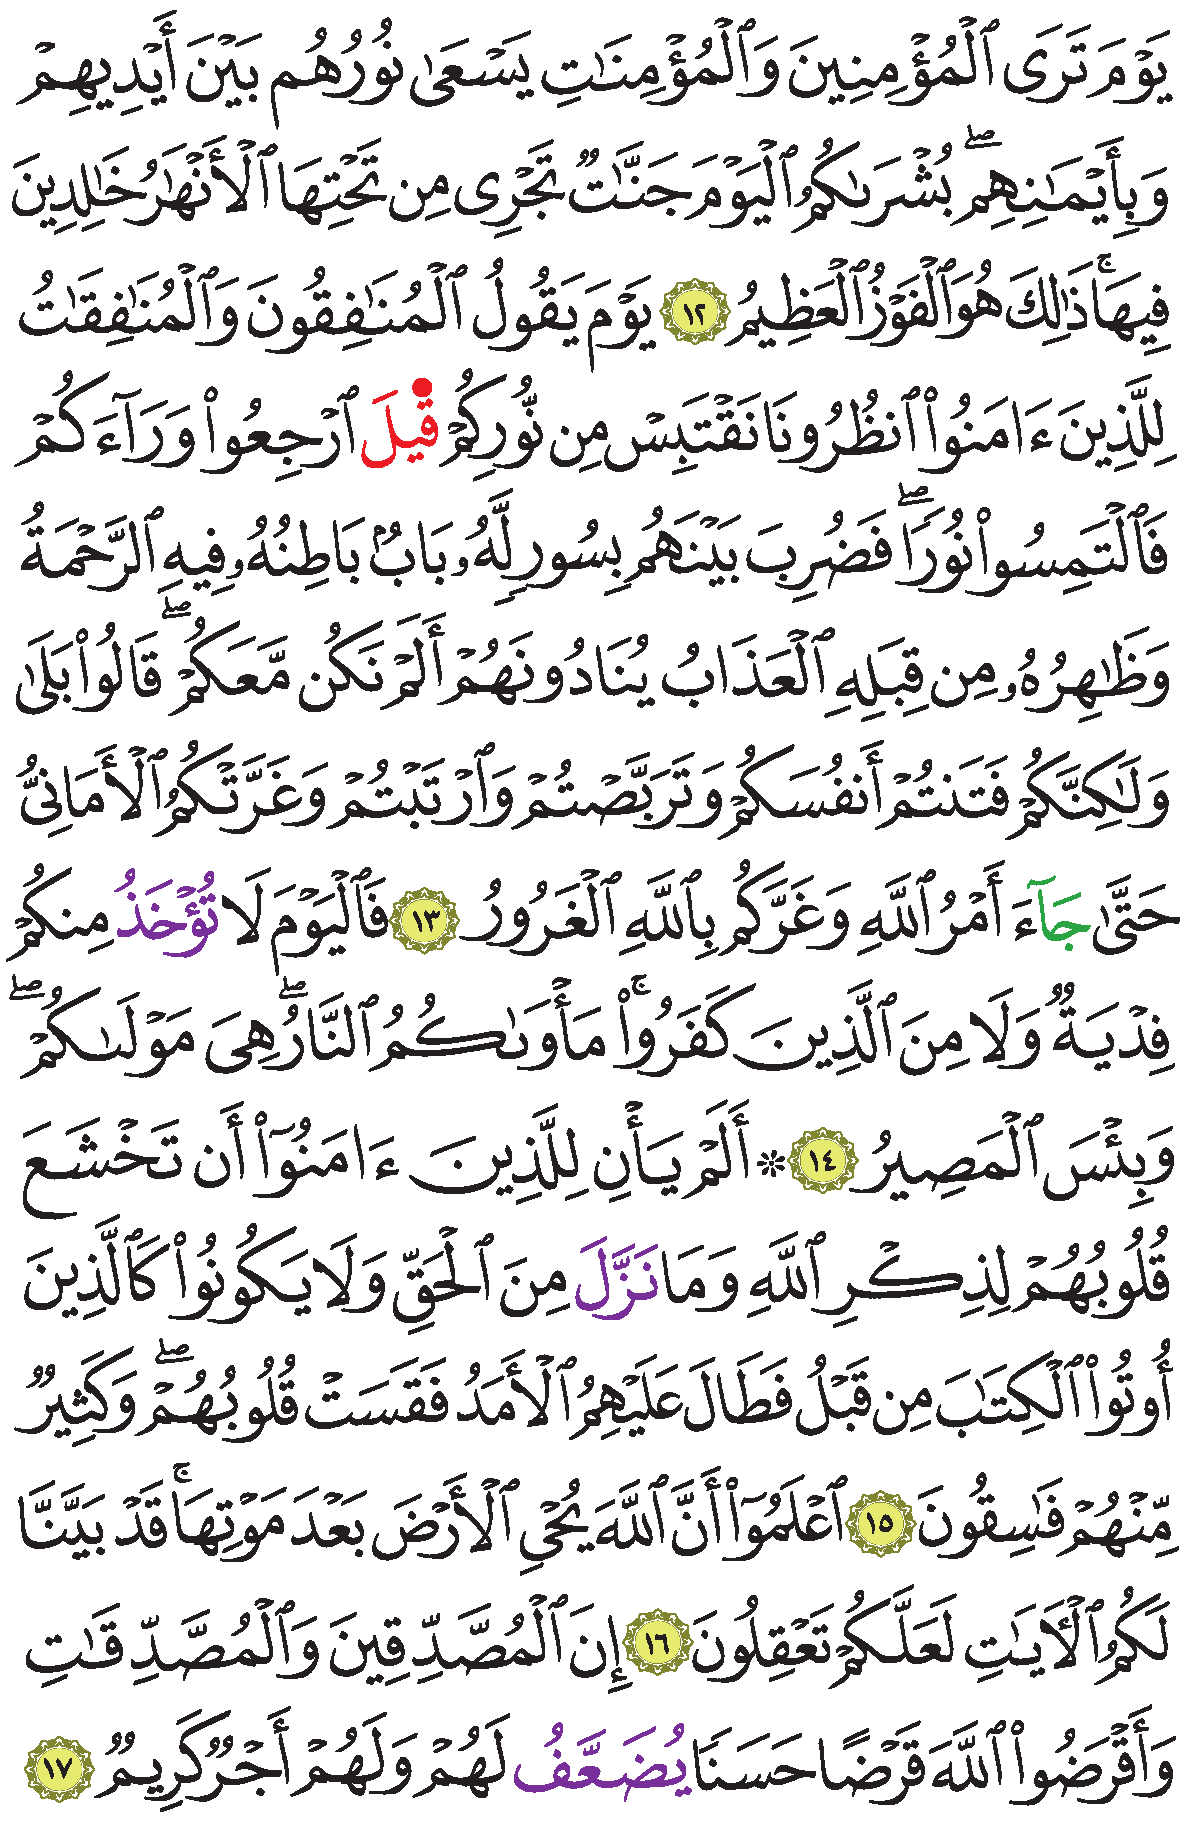 يَوْمَ تَرَى ٱلْمُؤْمِنِينَ وَٱلْمُؤْمِنَٰتِ يَسْعَىٰ نُورُهُم بَيْنَ أَيْدِيهِمْ
وَبِأَيْمَٰنِهِمۖ بُشْرَىٰكُمُ ٱلْيَوْمَ جَنَّٰتٌ تَجْرِى مِن تَحْتِهَا ٱلْأَنْهَٰرُ خَٰلِدِينَ
فِيهَاۚ ذَٰلِكَ هُوَ ٱلْفَوْزُ ٱلْعَظِيمُ ١٢ يَوْمَ يَقُولُ ٱلْمُنَٰفِقُونَ وَٱلْمُنَٰفِقَٰتُ
لِلَّذِينَ ءَامَنُوا۟ ٱنظُرُونَا نَقْتَبِسْ مِن نُّورِكُمْ قِيلَ ٱرْجِعُوا۟ وَرَآءَكُمْ
فَٱلْتَمِسُوا۟ نُورًاۖ فَضُرِبَ بَيْنَهُم بِسُورٍ لَّهُۥ بَابٌۢ بَاطِنُهُۥ فِيهِ ٱلرَّحْمَةُ
وَظَٰهِرُهُۥ مِن قِبَلِهِ ٱلْعَذَابُ يُنَادُونَهُمْ أَلَمْ نَكُن مَّعَكُمْۖ قَالُوا۟ بَلَىٰ
وَلَٰكِنَّكُمْ فَتَنتُمْ أَنفُسَكُمْ وَتَرَبَّصْتُمْ وَٱرْتَبْتُمْ وَغَرَّتْكُمُ ٱلْأَمَانِىُّ
حَتَّىٰ جَآءَ أَمْرُ ٱللَّهِ وَغَرَّكُم بِٱللَّهِ ٱلْغَرُورُ ١٣ فَٱلْيَوْمَ لَا تُؤْخَذُ مِنكُمْ
فِدْيَةٌ وَلَا مِنَ ٱلَّذِينَ كَفَرُوا۟ۚ مَأْوَىٰكُمُ ٱلنَّارُۖ هِىَ مَوْلَىٰكُمْۖ
وَبِئْسَ ٱلْمَصِيرُ ١٤ ۞ أَلَمْ يَأْنِ لِلَّذِينَ ءَامَنُوٓا۟ أَن تَخْشَعَ
قُلُوبُهُمْ لِذِكْرِ ٱللَّهِ وَمَا نَزَّلَ مِنَ ٱلْحَقِّ وَلَا يَكُونُوا۟ كَٱلَّذِينَ
أُوتُوا۟ ٱلْكِتَٰبَ مِن قَبْلُ فَطَالَ عَلَيْهِمُ ٱلْأَمَدُ فَقَسَتْ قُلُوبُهُمْۖ وَكَثِيرٌ
مِّنْهُمْ فَٰسِقُونَ ١٥ ٱعْلَمُوٓا۟ أَنَّ ٱللَّهَ يُحْىِ ٱلْأَرْضَ بَعْدَ مَوْتِهَاۚ قَدْ بَيَّنَّا
لَكُمُ ٱلْءَايَٰتِ لَعَلَّكُمْ تَعْقِلُونَ ١٦ إِنَّ ٱلْمُصَّدِّقِينَ وَٱلْمُصَّدِّقَٰتِ
وَأَقْرَضُوا۟ ٱللَّهَ قَرْضًا حَسَنًا يُضَعَّفُ لَهُمْ وَلَهُمْ أَجْرٌ كَرِيمٌ ١٧